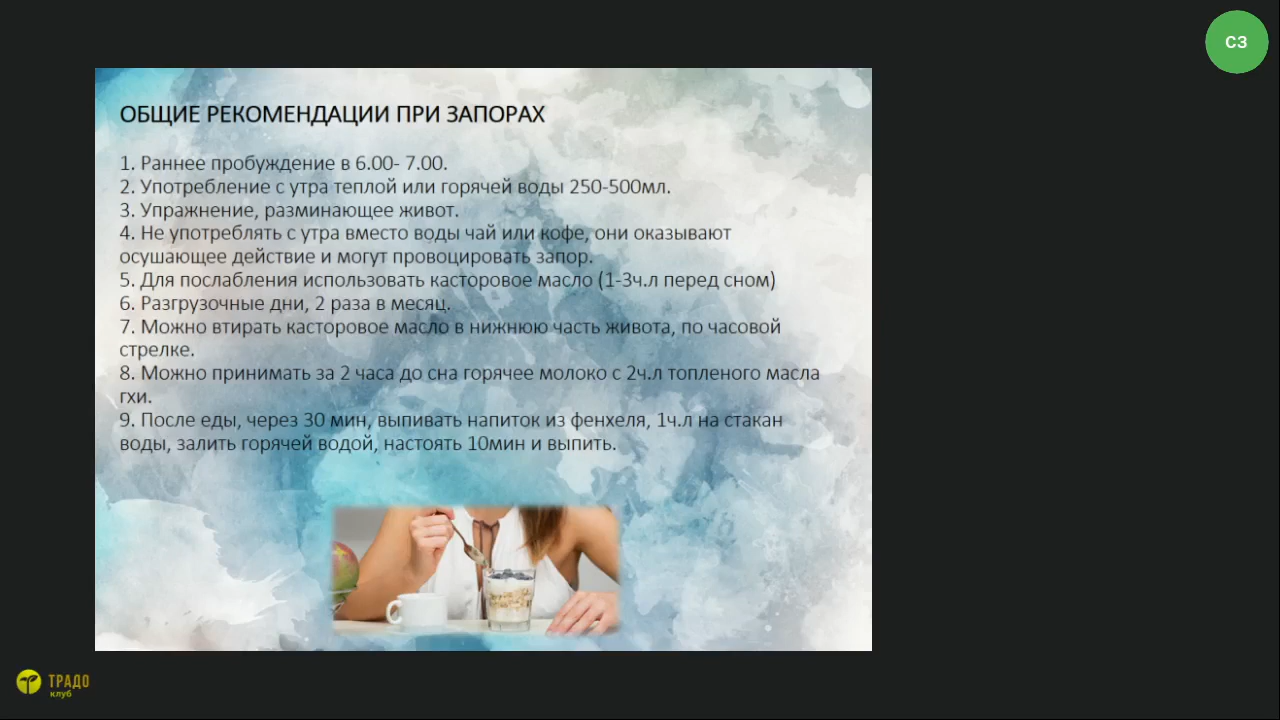 СЗ
ОБЩИЕ РЕКОМЕНДАЦИИ ПРИ ЗАПОРАХ
1. Раннее пробуждение в 6.00- 7.00.
2. Употребление с утра теплой или горячей воды 250-500мл.
3. Упражнение, разминающее живот.
4. Не употреблять с утра вместо воды чай или кофе, они оказывают
осушающее действие и могут провоцировать запор.
5. Для послабления использовать касторовое масло (1-3ч.л перед сном)
6. Разгрузочные дни, 2 раза в месяц.
7. Можно втирать касторовое масло в нижнюю часть живота, по часовой
стрелке.
8. Можно принимать за 2 часа до сна горячее молоко с 2ч.л топленого масла
гхи.
9. После еды, через 30 мин, выпивать напиток из фенхеля, 1ч.л на стакан
воды, залить горячей водой, настоять 10мин и выпить.
ТРАДО
клуб